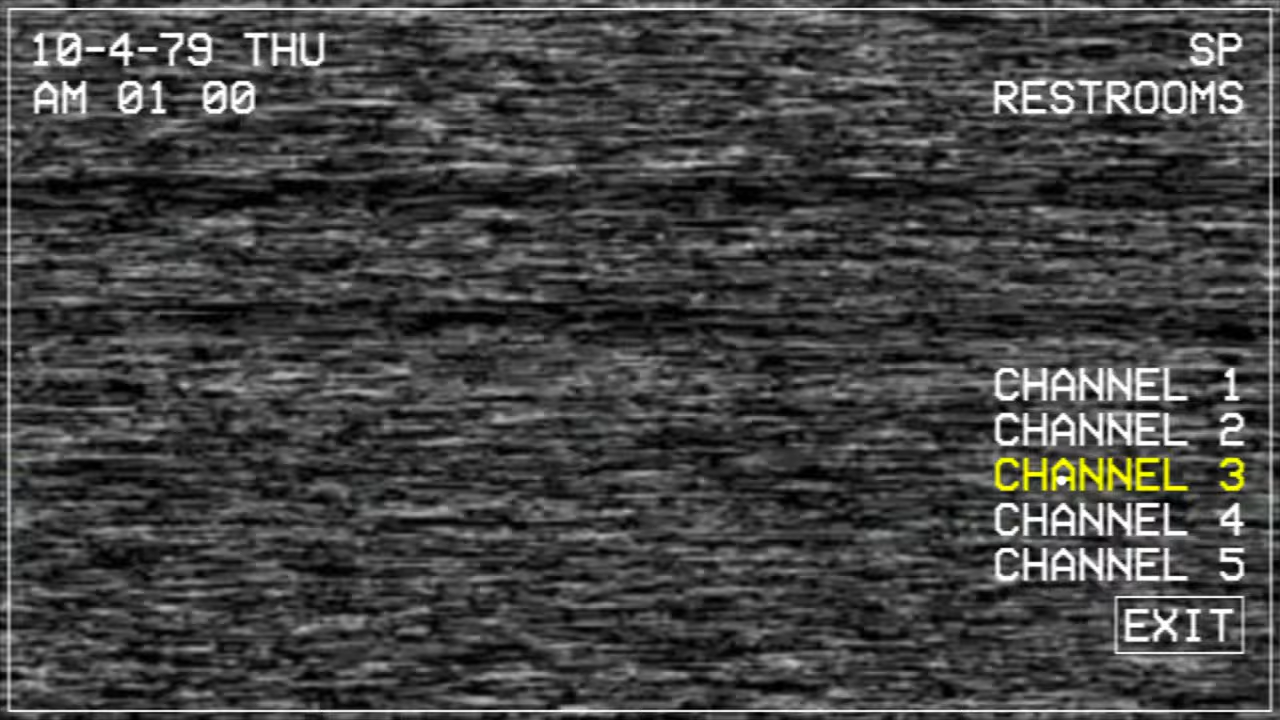 10-4-79 THU
AM 01 00
SP
RESTROOMS
CHANNEL 1
CHANNEL 2
CHANNEL 3
CHANNEL 4
CHANNEL 5
EXIT